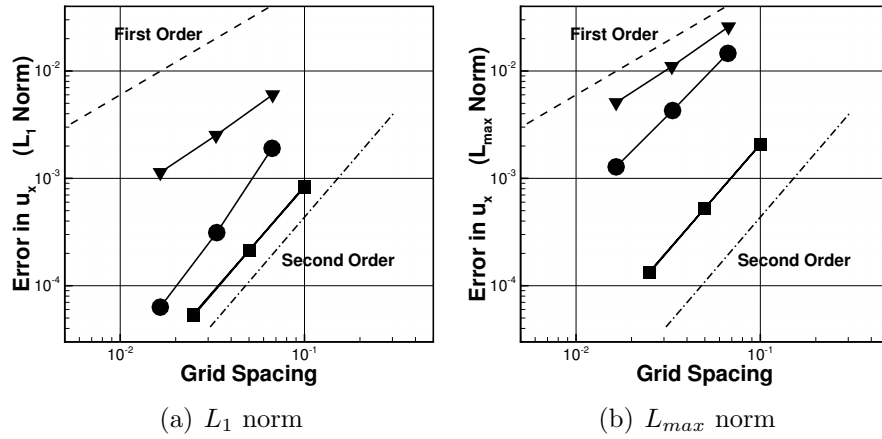 First Order
Second Order
Error in u_x (L_1 Norm)
10^-2
10^-3
10^-4
10^-2
10^-1
Grid Spacing
(a) L_1 norm
First Order
Second Order
Error in u_x (L_max Norm)
10^-2
10^-3
10^-4
10^-2
10^-1
Grid Spacing
(b) L_max norm